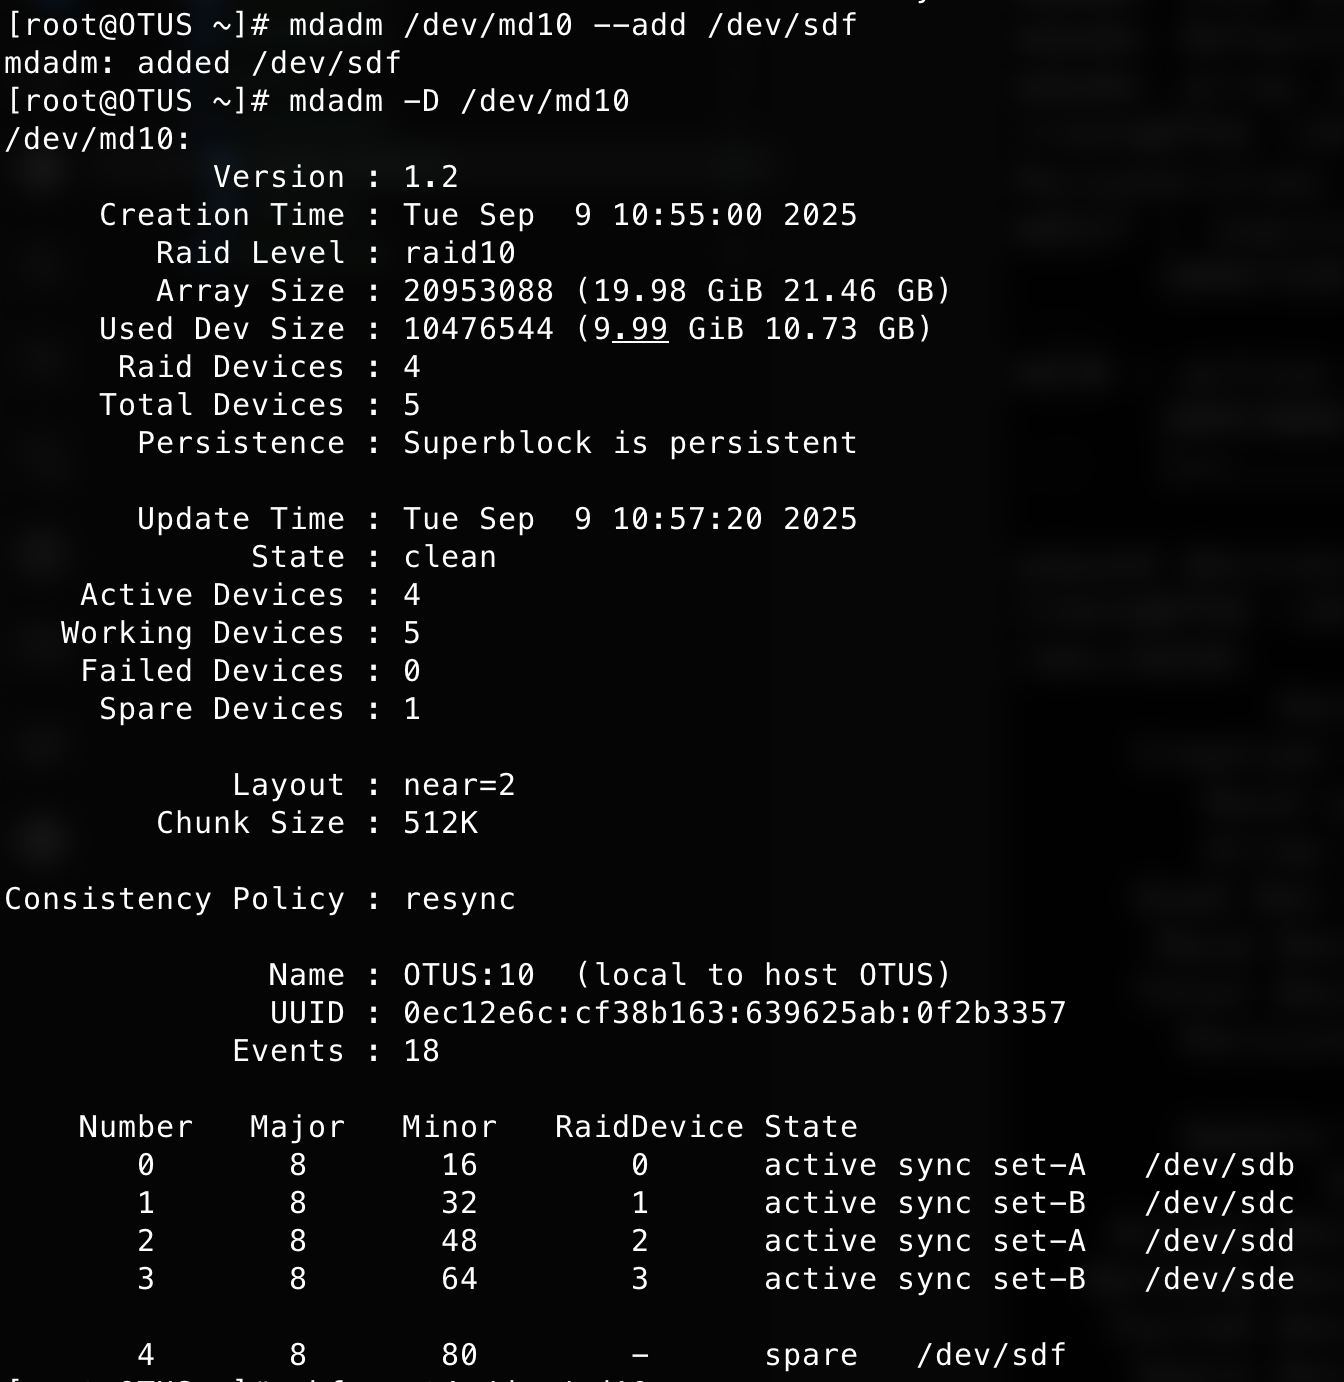 [root@OTUS ~]# mdadm /dev/md10 --add /dev/sdf
mdadm: added /dev/sdf
[root@OTUS ~]# mdadm -D /dev/md10
/dev/md10:
Version : 1.2
Creation Time : Tue Sep  9 10:55:00 2025
Raid Level : raid10
Array Size : 20953088 (19.98 GiB 21.46 GB)
Used Dev Size : 10476544 (9.99 GiB 10.73 GB)
Raid Devices : 4
Total Devices : 5
Persistence : Superblock is persistent
Update Time : Tue Sep  9 10:57:20 2025
State : clean
Active Devices : 4
Working Devices : 5
Failed Devices : 0
Spare Devices : 1
Layout : near=2
Chunk Size : 512K
Consistency Policy : resync
Name : OTUS:10  (local to host OTUS)
UUID : 0ec12e6c:cf38b163:639625ab:0f2b3357
Events : 18
Number   Major   Minor   RaidDevice State
0       8       16        0      active sync set-A   /dev/sdb
1       8       32        1      active sync set-B   /dev/sdc
2       8       48        2      active sync set-A   /dev/sdd
3       8       64        3      active sync set-B   /dev/sde
4       8       80        -      spare   /dev/sdf